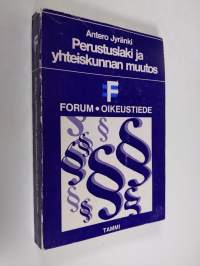 Antero Jyränki
Perustuslaki ja
yhteiskunnan muutos
F
FORUM • OIKEUSTIEDE
§ § § § § § §
TAMMI